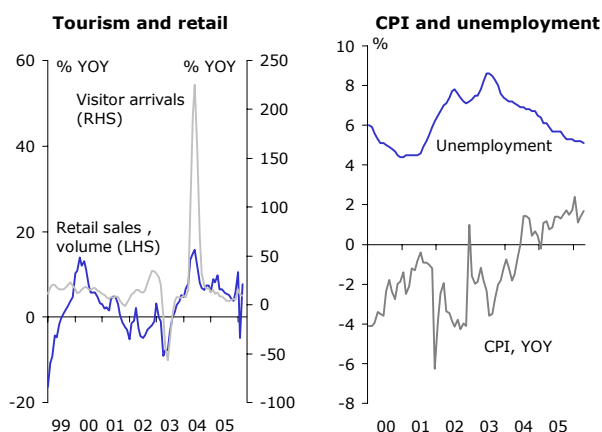 Tourism and retail
60
% YOY
% YOY
250
Visitor arrivals
(RHS)
200
40
150
20
100
Retail sales ,
volume (LHS)
50
0
0
-50
-20
-100
99 00 01 02 03 04 05
CPI and unemployment
10
%
8
6
Unemployment
4
2
0
-2
-4
CPI, YOY
-6
-8
00 01 02 03 04 05